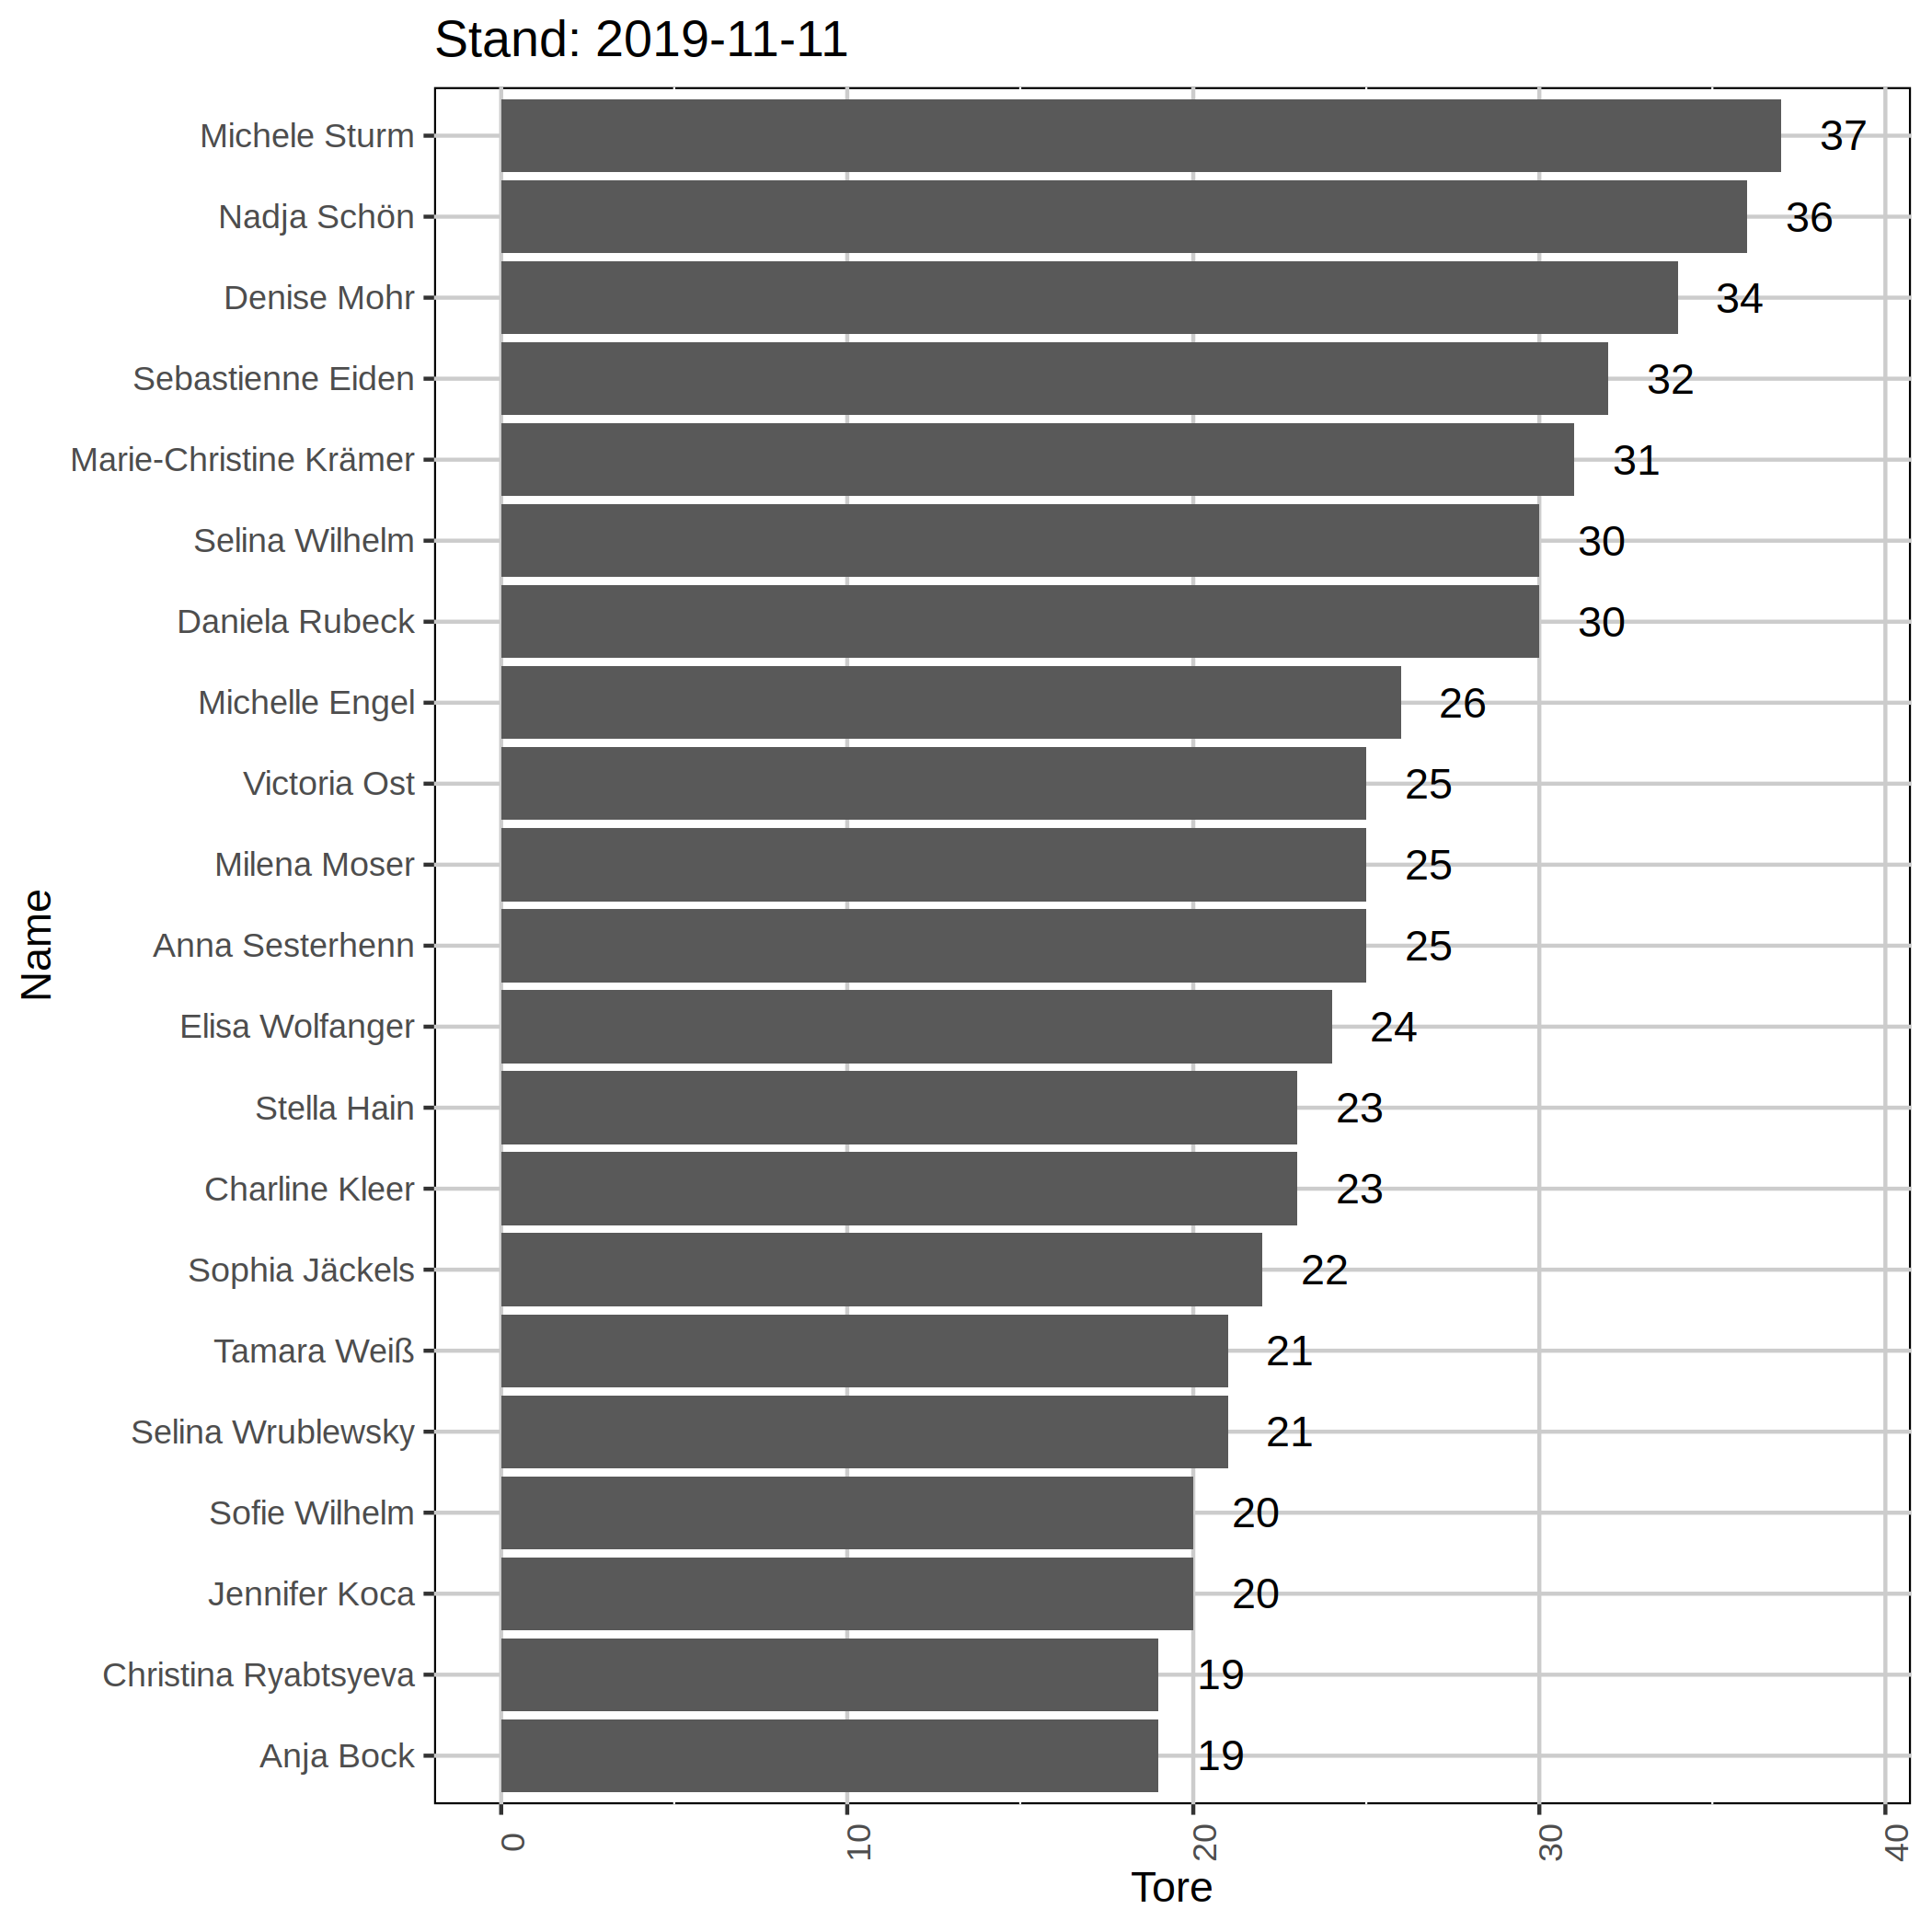 Stand: 2019-11-11
Michele Sturm 37
Nadja Schön 36
Denise Mohr 34
Sebastienne Eiden 32
Marie-Christine Krämer 31
Selina Wilhelm 30
Daniela Rubeck 30
Michelle Engel 26
Victoria Ost 25
Milena Moser 25
Anna Sesterhenn 25
Elisa Wolfanger 24
Stella Hain 23
Charline Kleer 23
Sophia Jäckels 22
Tamara Weiß 21
Selina Wrublewsky 21
Sofie Wilhelm 20
Jennifer Koca 20
Christina Ryabtsyeva 19
Anja Bock 19
Name
0 10 20 30 40
Tore